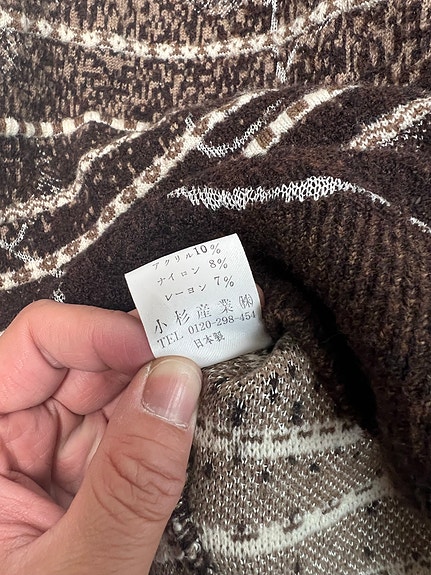 アクリル10%
ナイロン 8%
レーヨン 7%
小杉産業㈱
TEL 0120-298-454
日本製